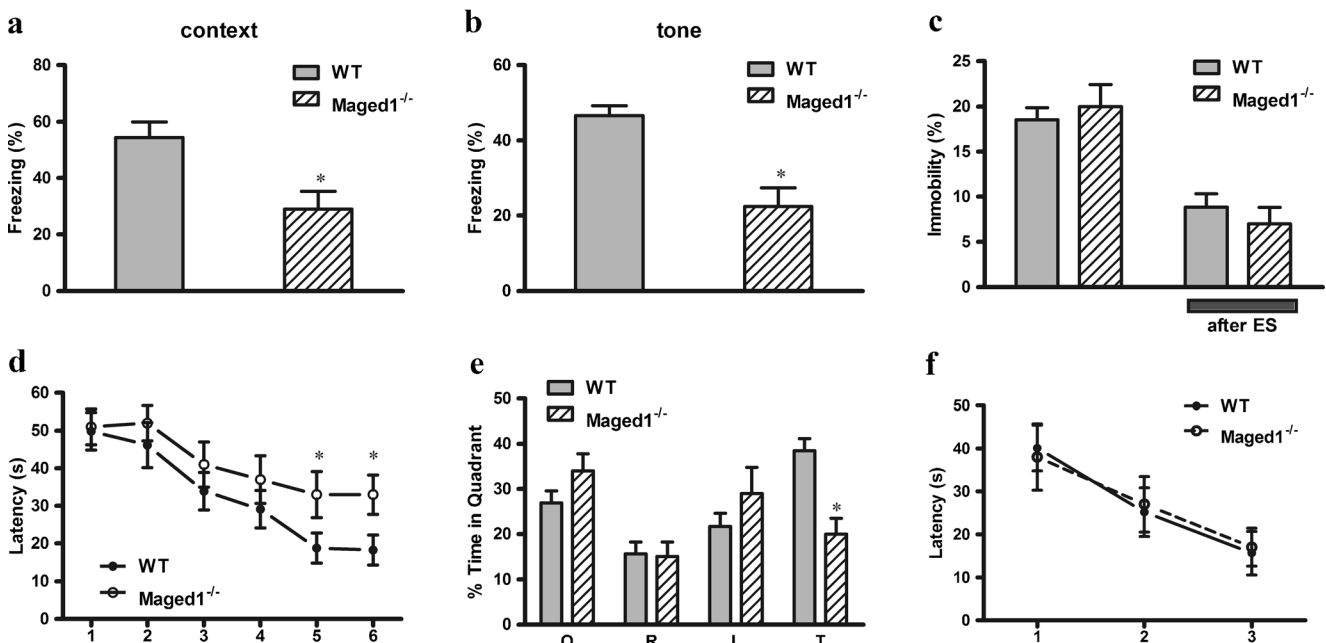 a
context
Freezing (%)
80
60
40
20
0
WT
Maged1-/-
*
b
tone
Freezing (%)
60
40
20
0
WT
Maged1-/-
*
c
Immobility (%)
25
20
15
10
5
0
WT
Maged1-/-
after ES
d
Latency (s)
60
50
40
30
20
10
0
* *
WT
Maged1-/-
1 2 3 4 5 6
e
% Time in Quadrant
50
40
30
20
10
0
WT
Maged1-/-
*
R
T
f
Latency (s)
50
40
30
20
10
0
WT
Maged1-/-
1 2 3